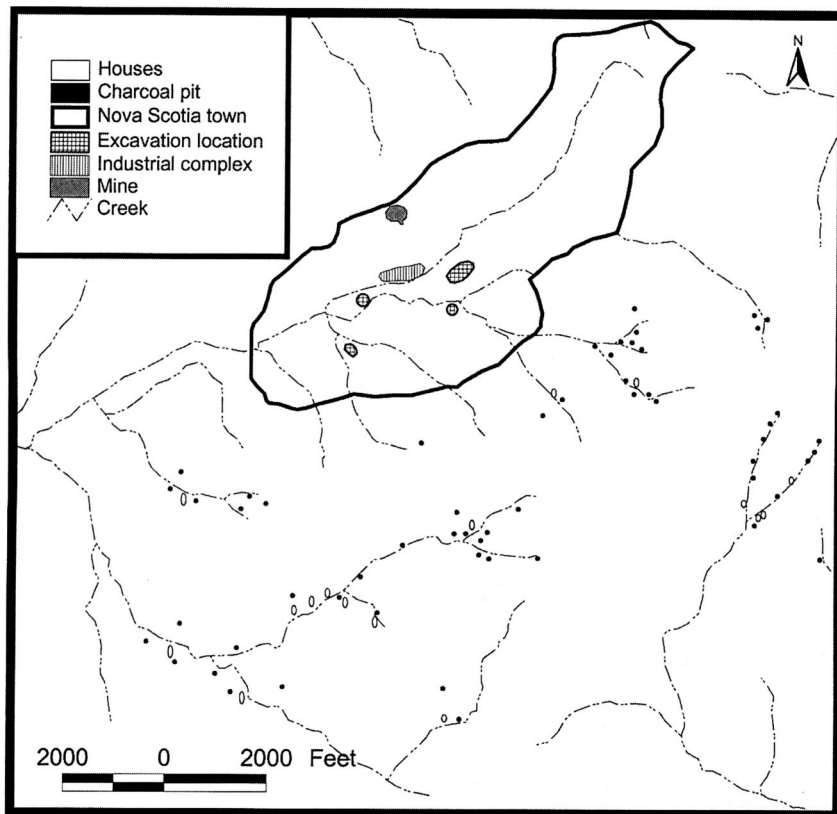 Houses
Charcoal pit
Nova Scotia town
Excavation location
Industrial complex
Mine
Creek
N
2000 0 2000 Feet